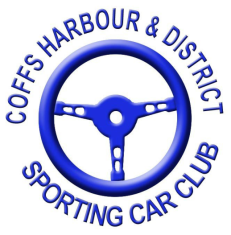 COFFS HARBOUR & DISTRICT
SPORTING CAR CLUB